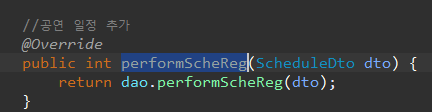 //공연 일정 추가
@Override
public int performScheReg(ScheduleDto dto) {
return dao.performScheReg(dto);
}